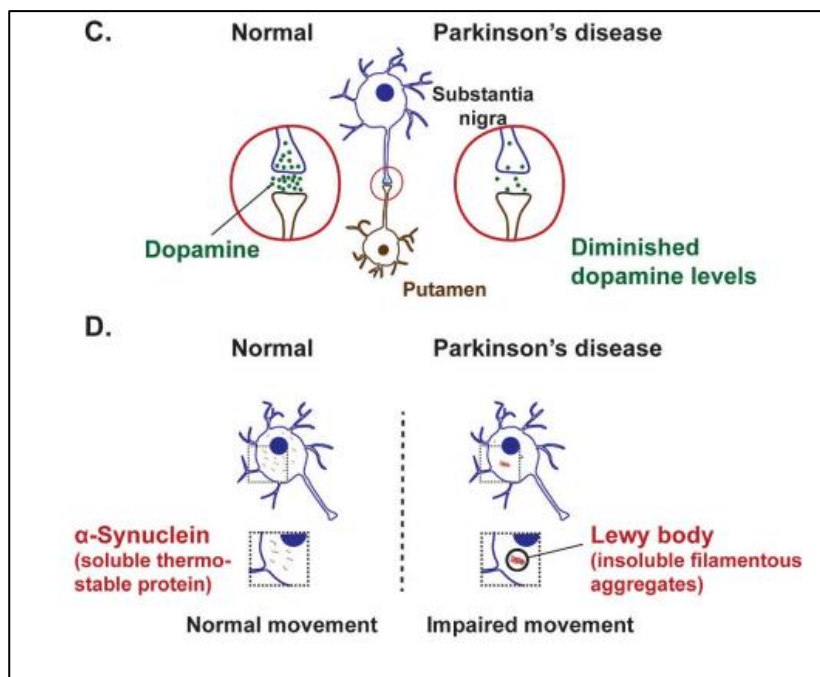 C.
Normal
Parkinson's disease
Substantia
nigra
Dopamine
Putamen
Diminished
dopamine levels
D.
Normal
Parkinson's disease
α-Synuclein
(soluble thermo-
stable protein)
Lewy body
(insoluble filamentous
aggregates)
Normal movement
Impaired movement